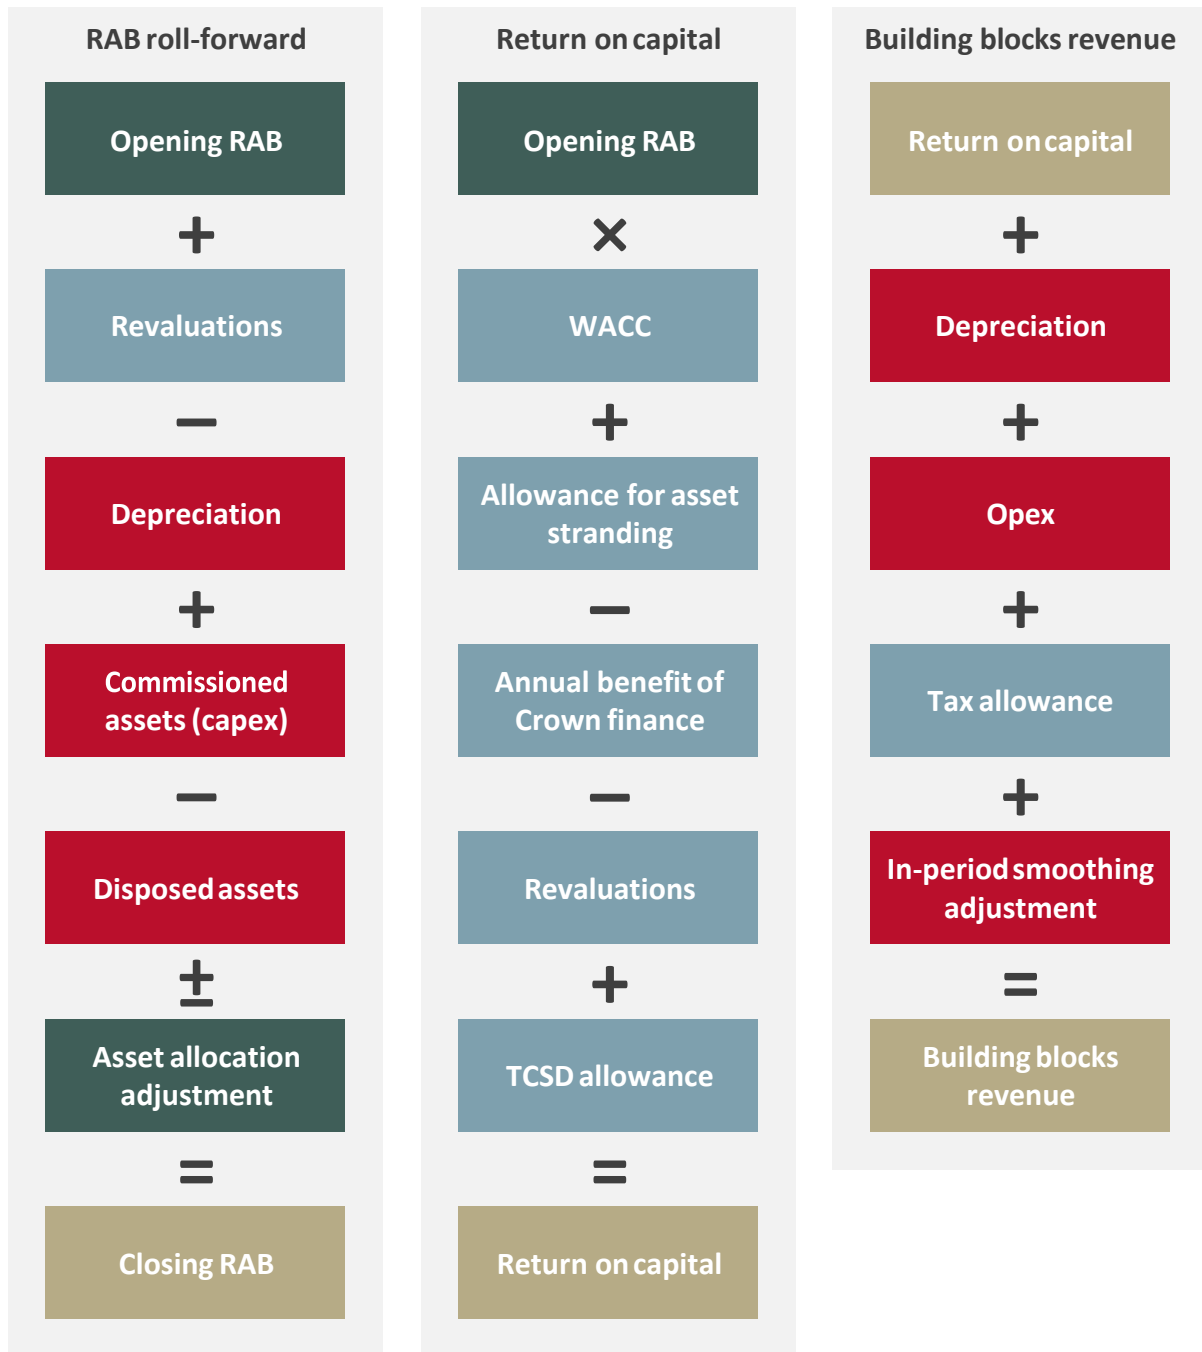 RAB roll-forward
Opening RAB
+
Revaluations
−
Depreciation
+
Commissioned
assets (capex)
−
Disposed assets
±
Asset allocation
adjustment
=
Closing RAB
Return on capital
Opening RAB
×
WACC
+
Allowance for asset
stranding
−
Annual benefit of
Crown finance
−
Revaluations
+
TCSD allowance
=
Return on capital
Building blocks revenue
Return on capital
+
Depreciation
+
Opex
+
Tax allowance
+
In-period smoothing
adjustment
=
Building blocks
revenue